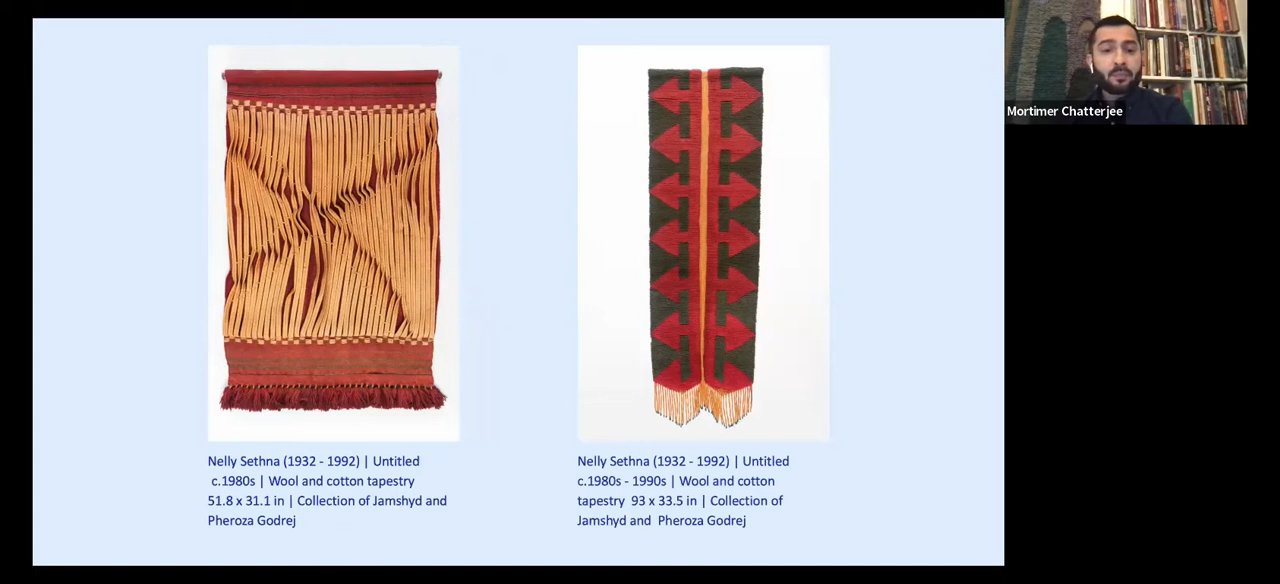 Mortimer Chatterjee
Nelly Sethna (1932 - 1992) | Untitled
c.1980s | Wool and cotton tapestry
51.8 x 31.1 in | Collection of Jamshyd and
Pheroza Godrej
Nelly Sethna (1932 - 1992) | Untitled
c.1980s - 1990s | Wool and cotton
tapestry 93 x 33.5 in | Collection of
Jamshyd and Pheroza Godrej